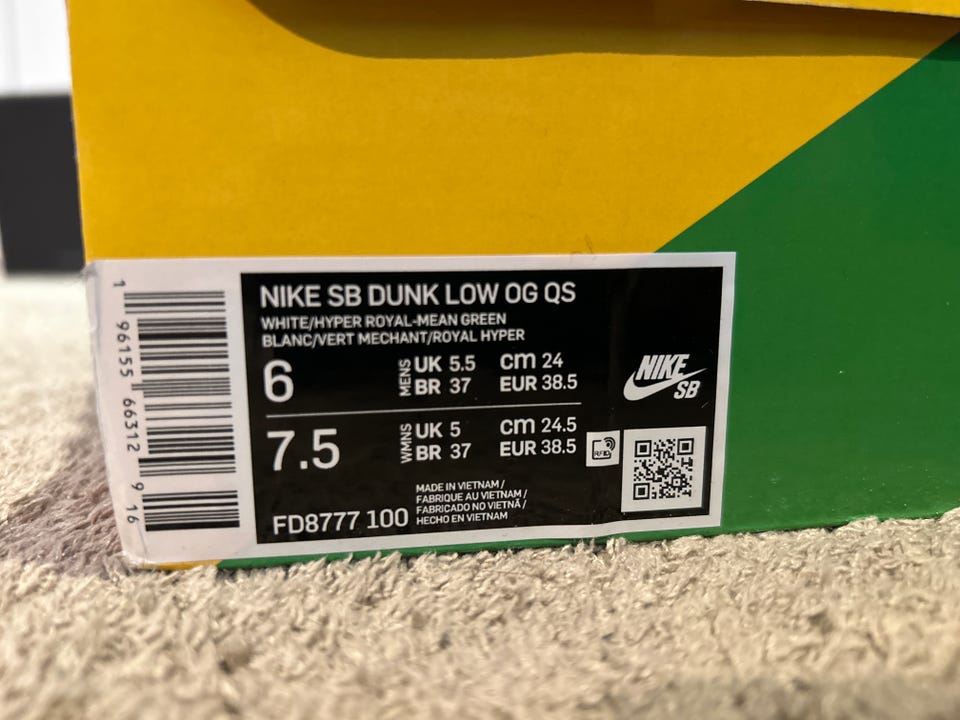 NIKE SB DUNK LOW OG QS
WHITE/HYPER ROYAL-MEAN GREEN
BLANC/VERT MECHANT/ROYAL HYPER
6 MENS UK 5.5 cm 24
BR 37 EUR 38.5
7.5 WMNS UK 5 cm 24.5
BR 37 EUR 38.5
MADE IN VIETNAM /
FABRIQUE AU VIETNAM /
FABRICADO NO VIETNÃ /
FD8777 100 HECHO EN VIETNAM
NIKE
SB
RFID
1 96155 66312 9 16